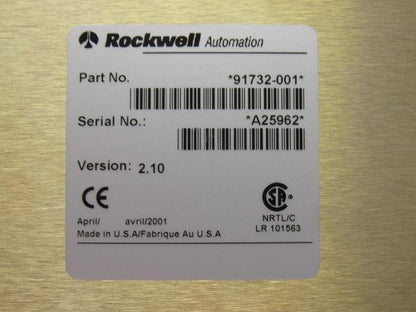 Rockwell Automation
Part No. *91732-001*
Serial No.: *A25962*
Version: 2.10
CE
SA
April/ avril/2001
NRTL/C
Made in U.S.A/Fabrique Au U.S.A
LR 101563